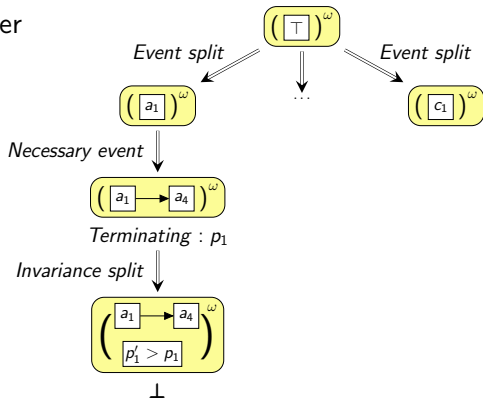 er
( ⊤ )^ω
Event split
Event split
( a₁ )^ω
...
( c₁ )^ω
Necessary event
( a₁ → a₄ )^ω
Terminating : p₁
Invariance split
( a₁ → a₄
p′₁ > p₁ )^ω
⊥